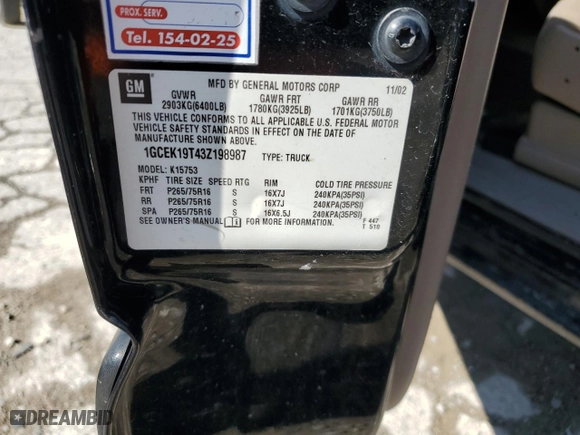 PROX. SERV.
Tel. 154-02-25
GM
MFD BY GENERAL MOTORS CORP 11/02
GVWR GAWR FRT GAWR RR
2903KG(6400LB) 1780KG(3925LB) 1701KG(3750LB)
THIS VEHICLE CONFORMS TO ALL APPLICABLE U.S. FEDERAL MOTOR
VEHICLE SAFETY STANDARDS IN EFFECT ON THE DATE OF
MANUFACTURE SHOWN ABOVE.
1GCEK19T43Z198987 TYPE: TRUCK
MODEL: K15753
KPHF TIRE SIZE SPEED RTG RIM COLD TIRE PRESSURE
FRT P265/75R16 S 16X7J 240KPA(35PSI)
RR P265/75R16 S 16X7J 240KPA(35PSI)
SPA P265/75R16 S 16X6.5J 240KPA(35PSI)
SEE OWNER'S MANUAL FOR MORE INFORMATION.
F 447
T 510
DREAMBID